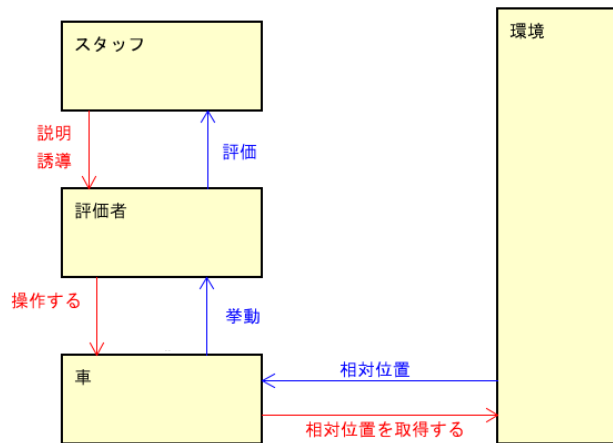 スタッフ
環境
説明
誘導
評価
評価者
操作する
挙動
車
相対位置
相対位置を取得する